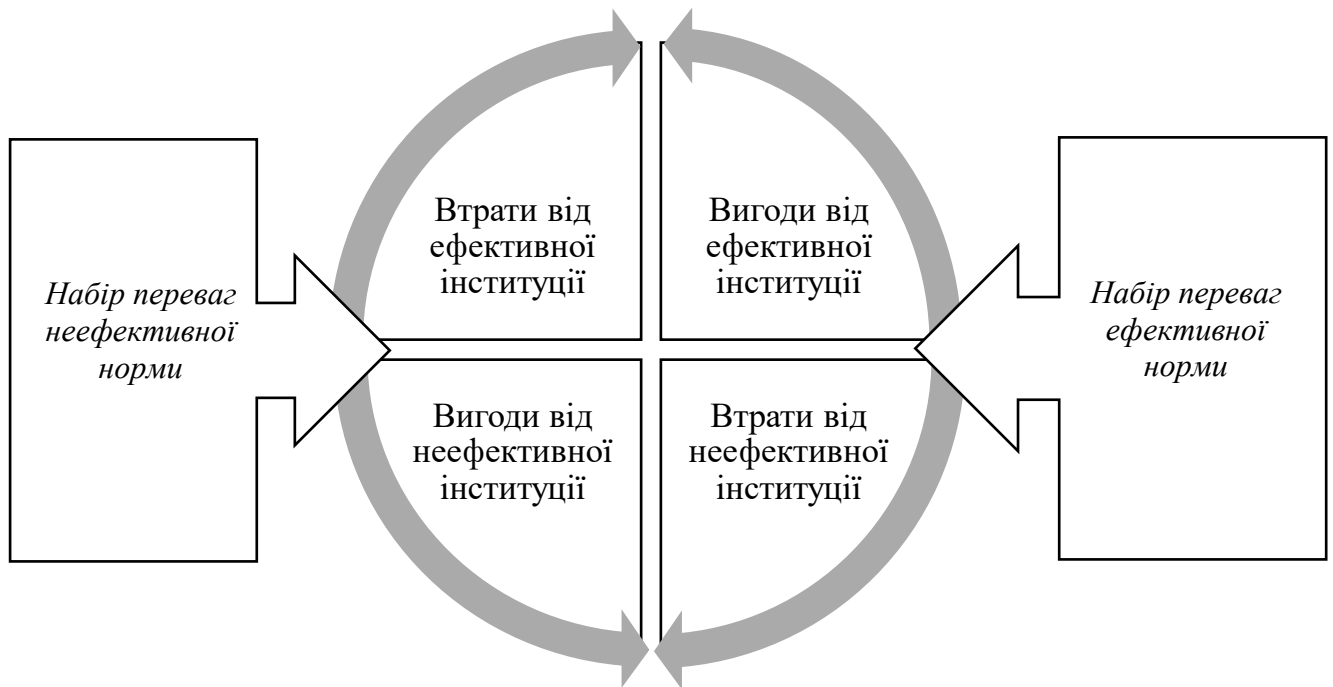 Втрати від
ефективної
інституції
Вигоди від
ефективної
інституції
Набір переваг
неефективної
норми
Набір переваг
ефективної
норми
Вигоди від
неефективної
інституції
Втрати від
неефективної
інституції